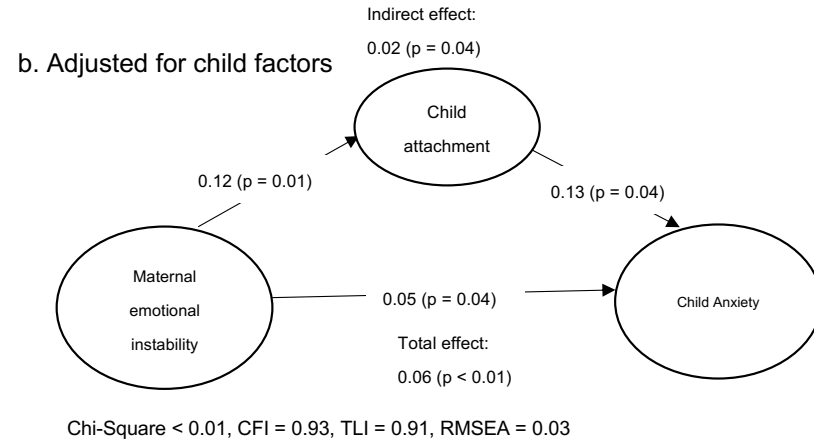 Indirect effect:
0.02 (p = 0.04)
b. Adjusted for child factors
Child
attachment
0.12 (p = 0.01)
0.13 (p = 0.04)
Maternal
emotional
instability
0.05 (p = 0.04)
Child Anxiety
Total effect:
0.06 (p < 0.01)
Chi-Square < 0.01, CFI = 0.93, TLI = 0.91, RMSEA = 0.03